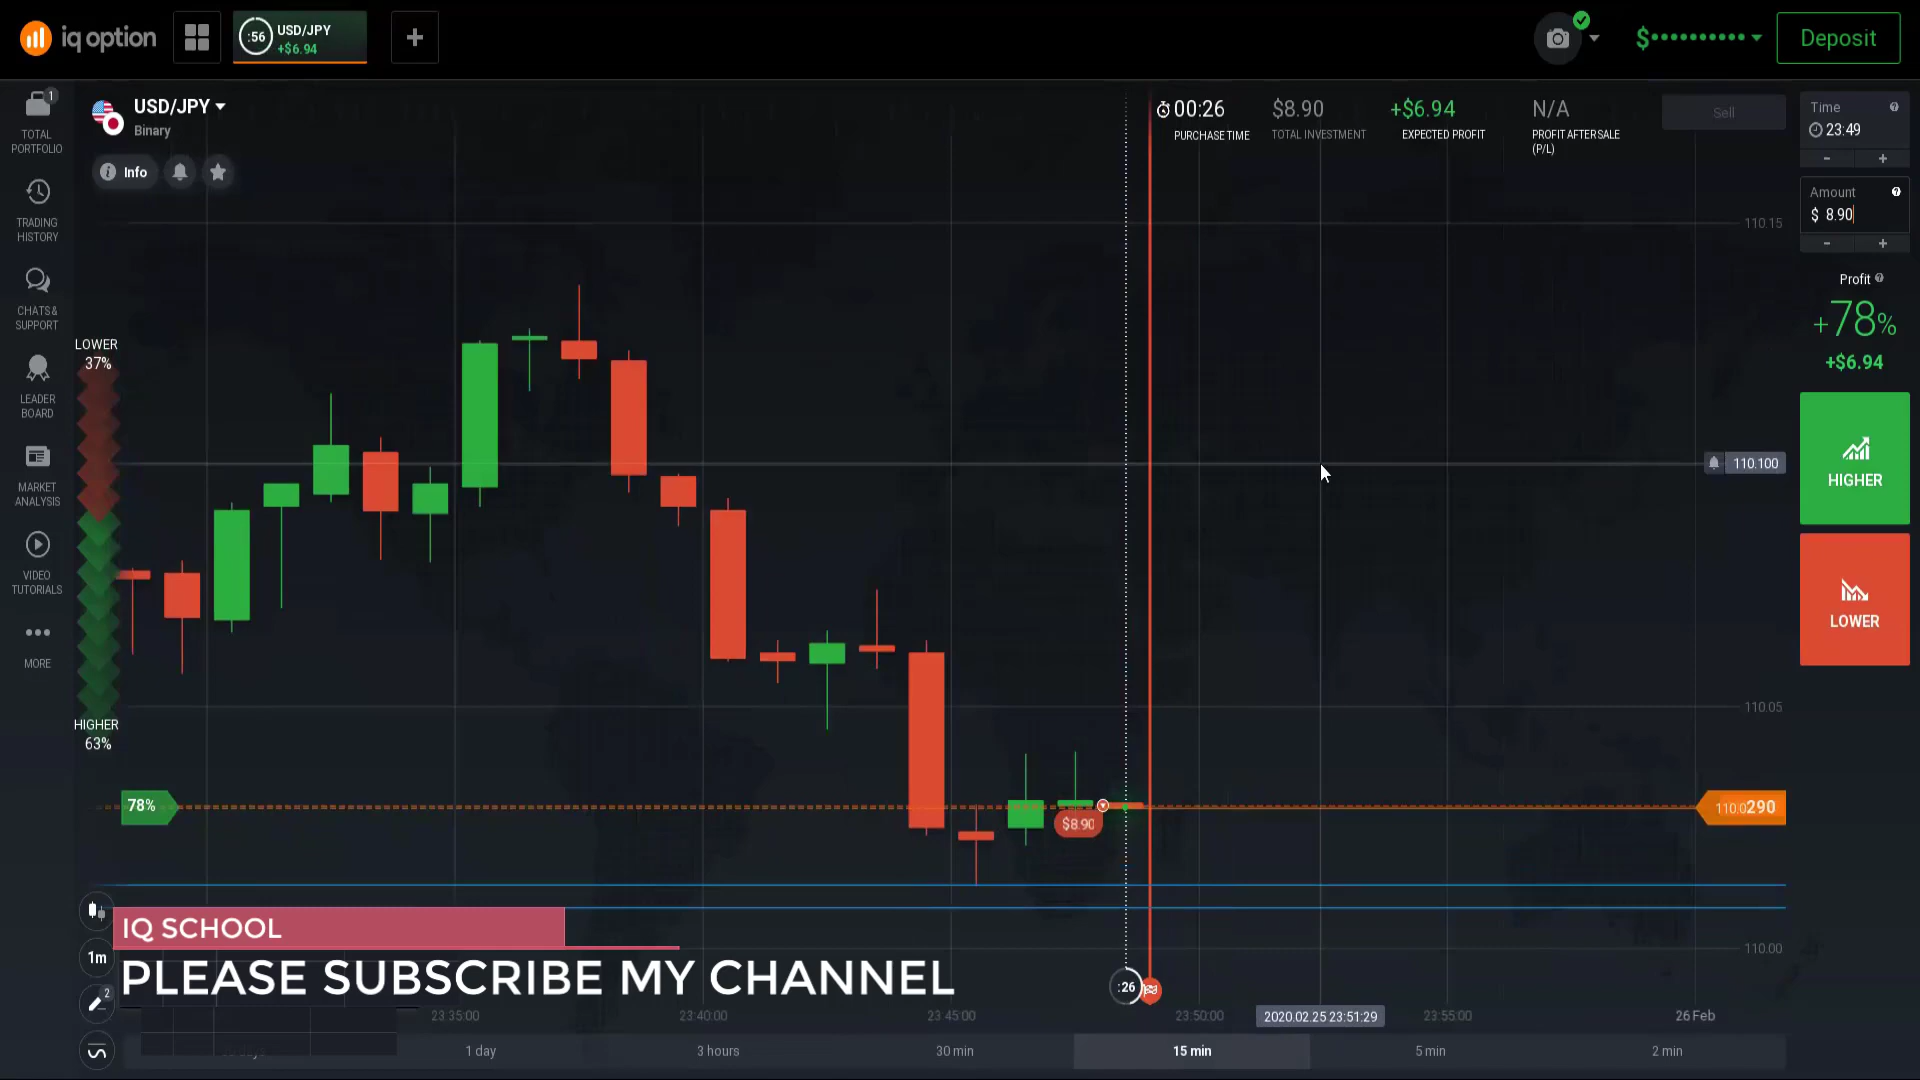 iq option
:56
USD/JPY
+$6.94
+
$••••••••••
Deposit
1
TOTAL
PORTFOLIO
TRADING
HISTORY
CHATS &
SUPPORT
LEADER
BOARD
MARKET
ANALYSIS
VIDEO
TUTORIALS
MORE
USD/JPY
Binary
Info
00:26
PURCHASE TIME
$8.90
TOTAL INVESTMENT
+$6.94
EXPECTED PROFIT
N/A
PROFIT AFTER SALE
(P/L)
Sell
Time
23:49
- +
Amount
$ 8.90
- +
Profit
+78%
+$6.94
HIGHER
LOWER
LOWER
37%
HIGHER
63%
78%
$8.90
110.15
110.100
110.05
110.0290
110.00
IQ SCHOOL
PLEASE SUBSCRIBE MY CHANNEL
1m
2
:26
23:35:00
23:40:00
23:45:00
23:50:00
2020.02.25 23:51:29
23:55:00
26 Feb
1 day
3 hours
30 min
15 min
5 min
2 min